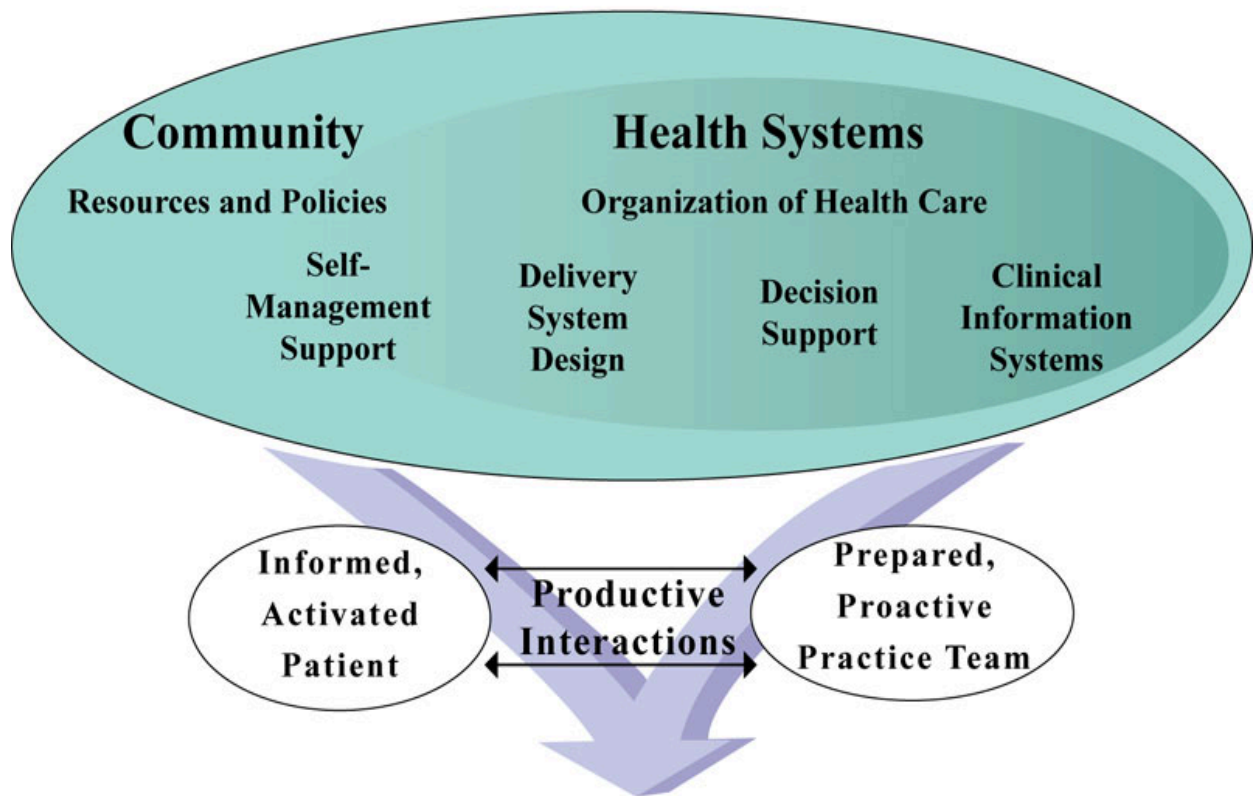 Community
Health Systems
Resources and Policies
Organization of Health Care
Self-
Management
Support
Delivery
System
Design
Decision
Support
Clinical
Information
Systems
Informed,
Activated
Patient
Productive
Interactions
Prepared,
Proactive
Practice Team